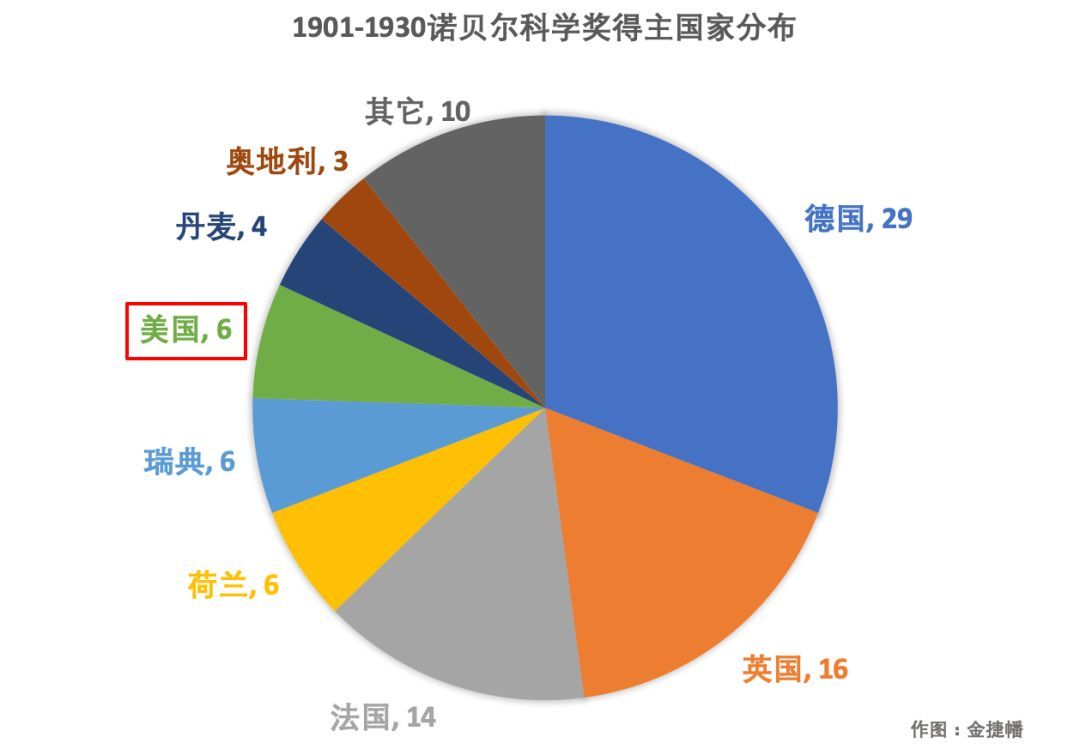 1901-1930诺贝尔科学奖得主国家分布
其它, 10
奥地利, 3
德国, 29
丹麦, 4
美国, 6
瑞典, 6
荷兰, 6
英国, 16
法国, 14
作图：金捷幡